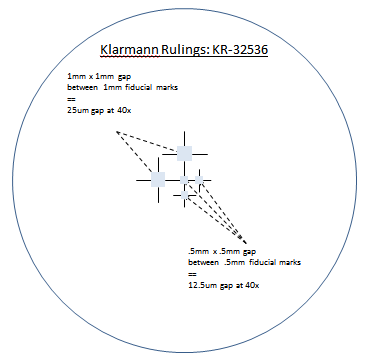 Klarmann Rulings: KR-32536
1mm x 1mm gap
between 1mm fiducial marks
==
25um gap at 40x
.5mm x .5mm gap
between .5mm fiducial marks
==
12.5um gap at 40x